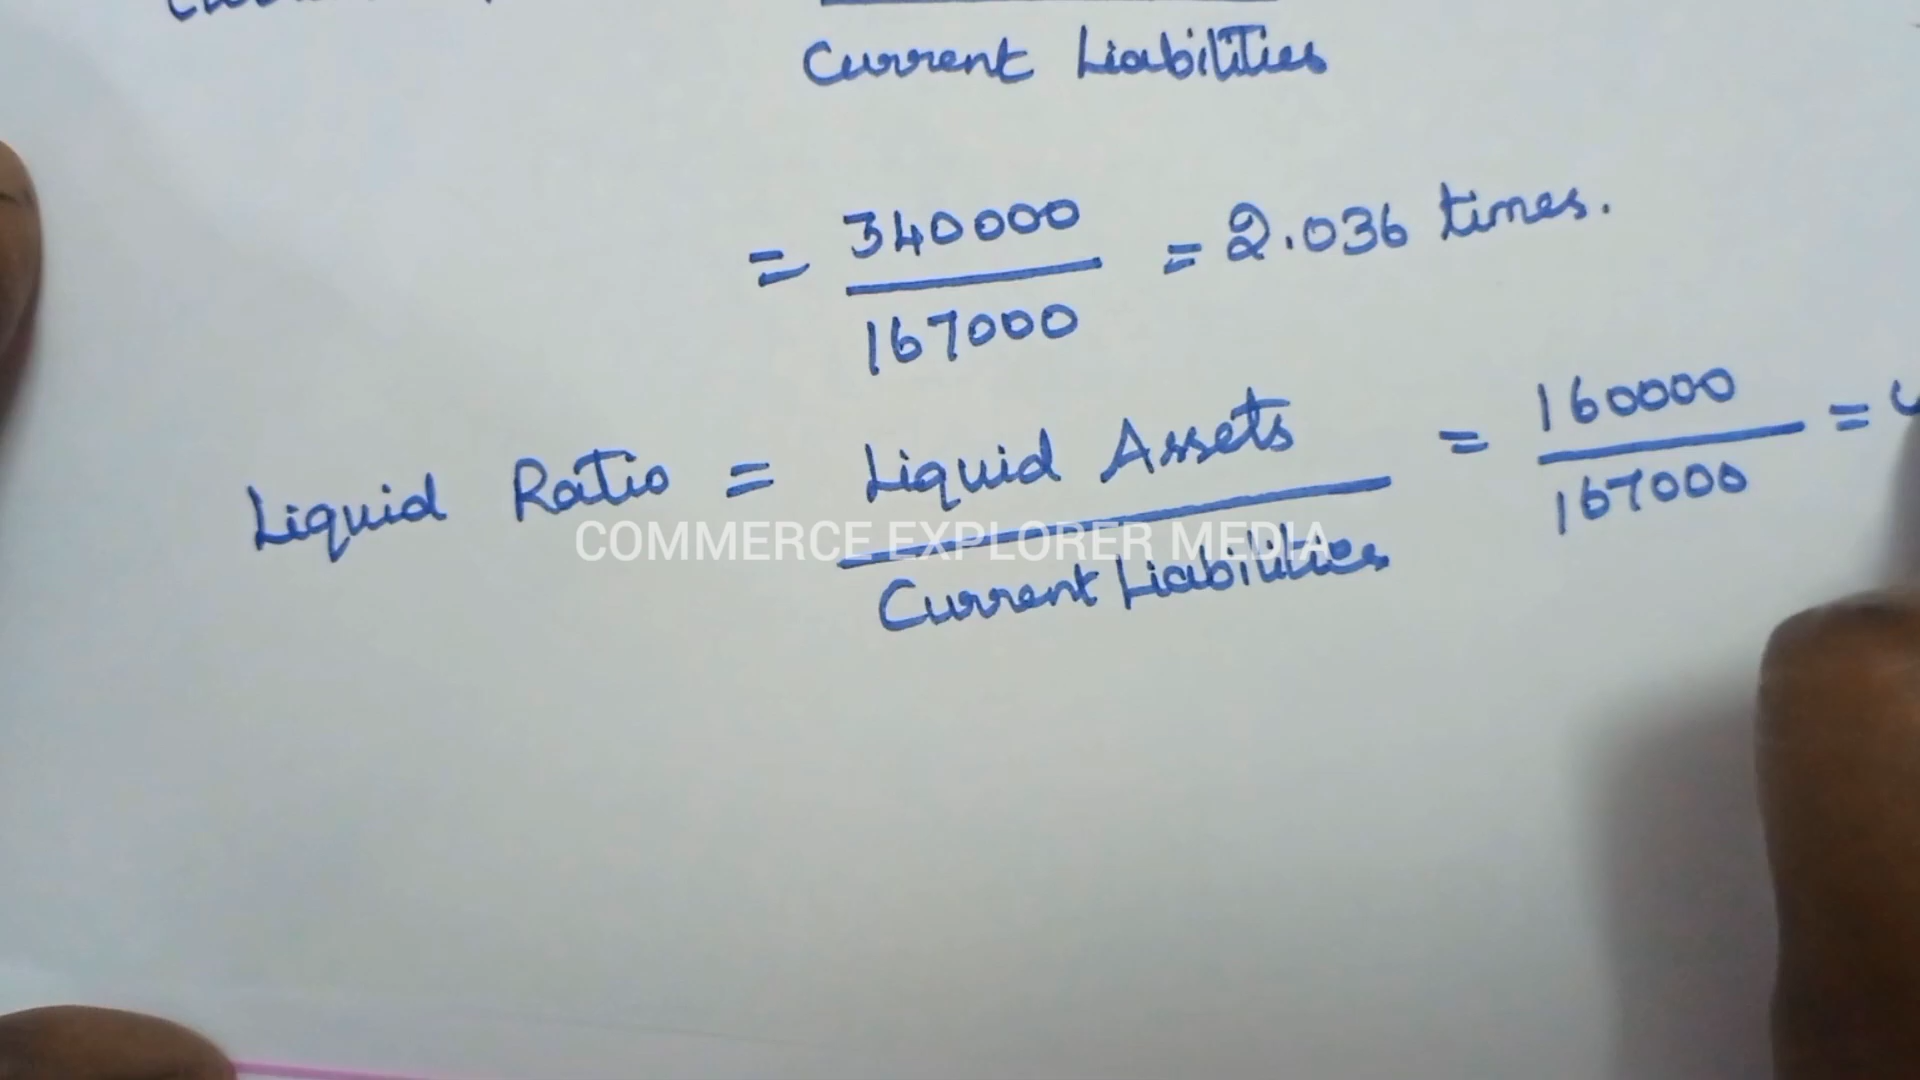 Current Liabilities
= 340000 / 167000 = 2.036 times.
Liquid Ratio = Liquid Assets / Current Liabilities = 160000 / 167000 =
COMMERCE EXPLORER MEDIA